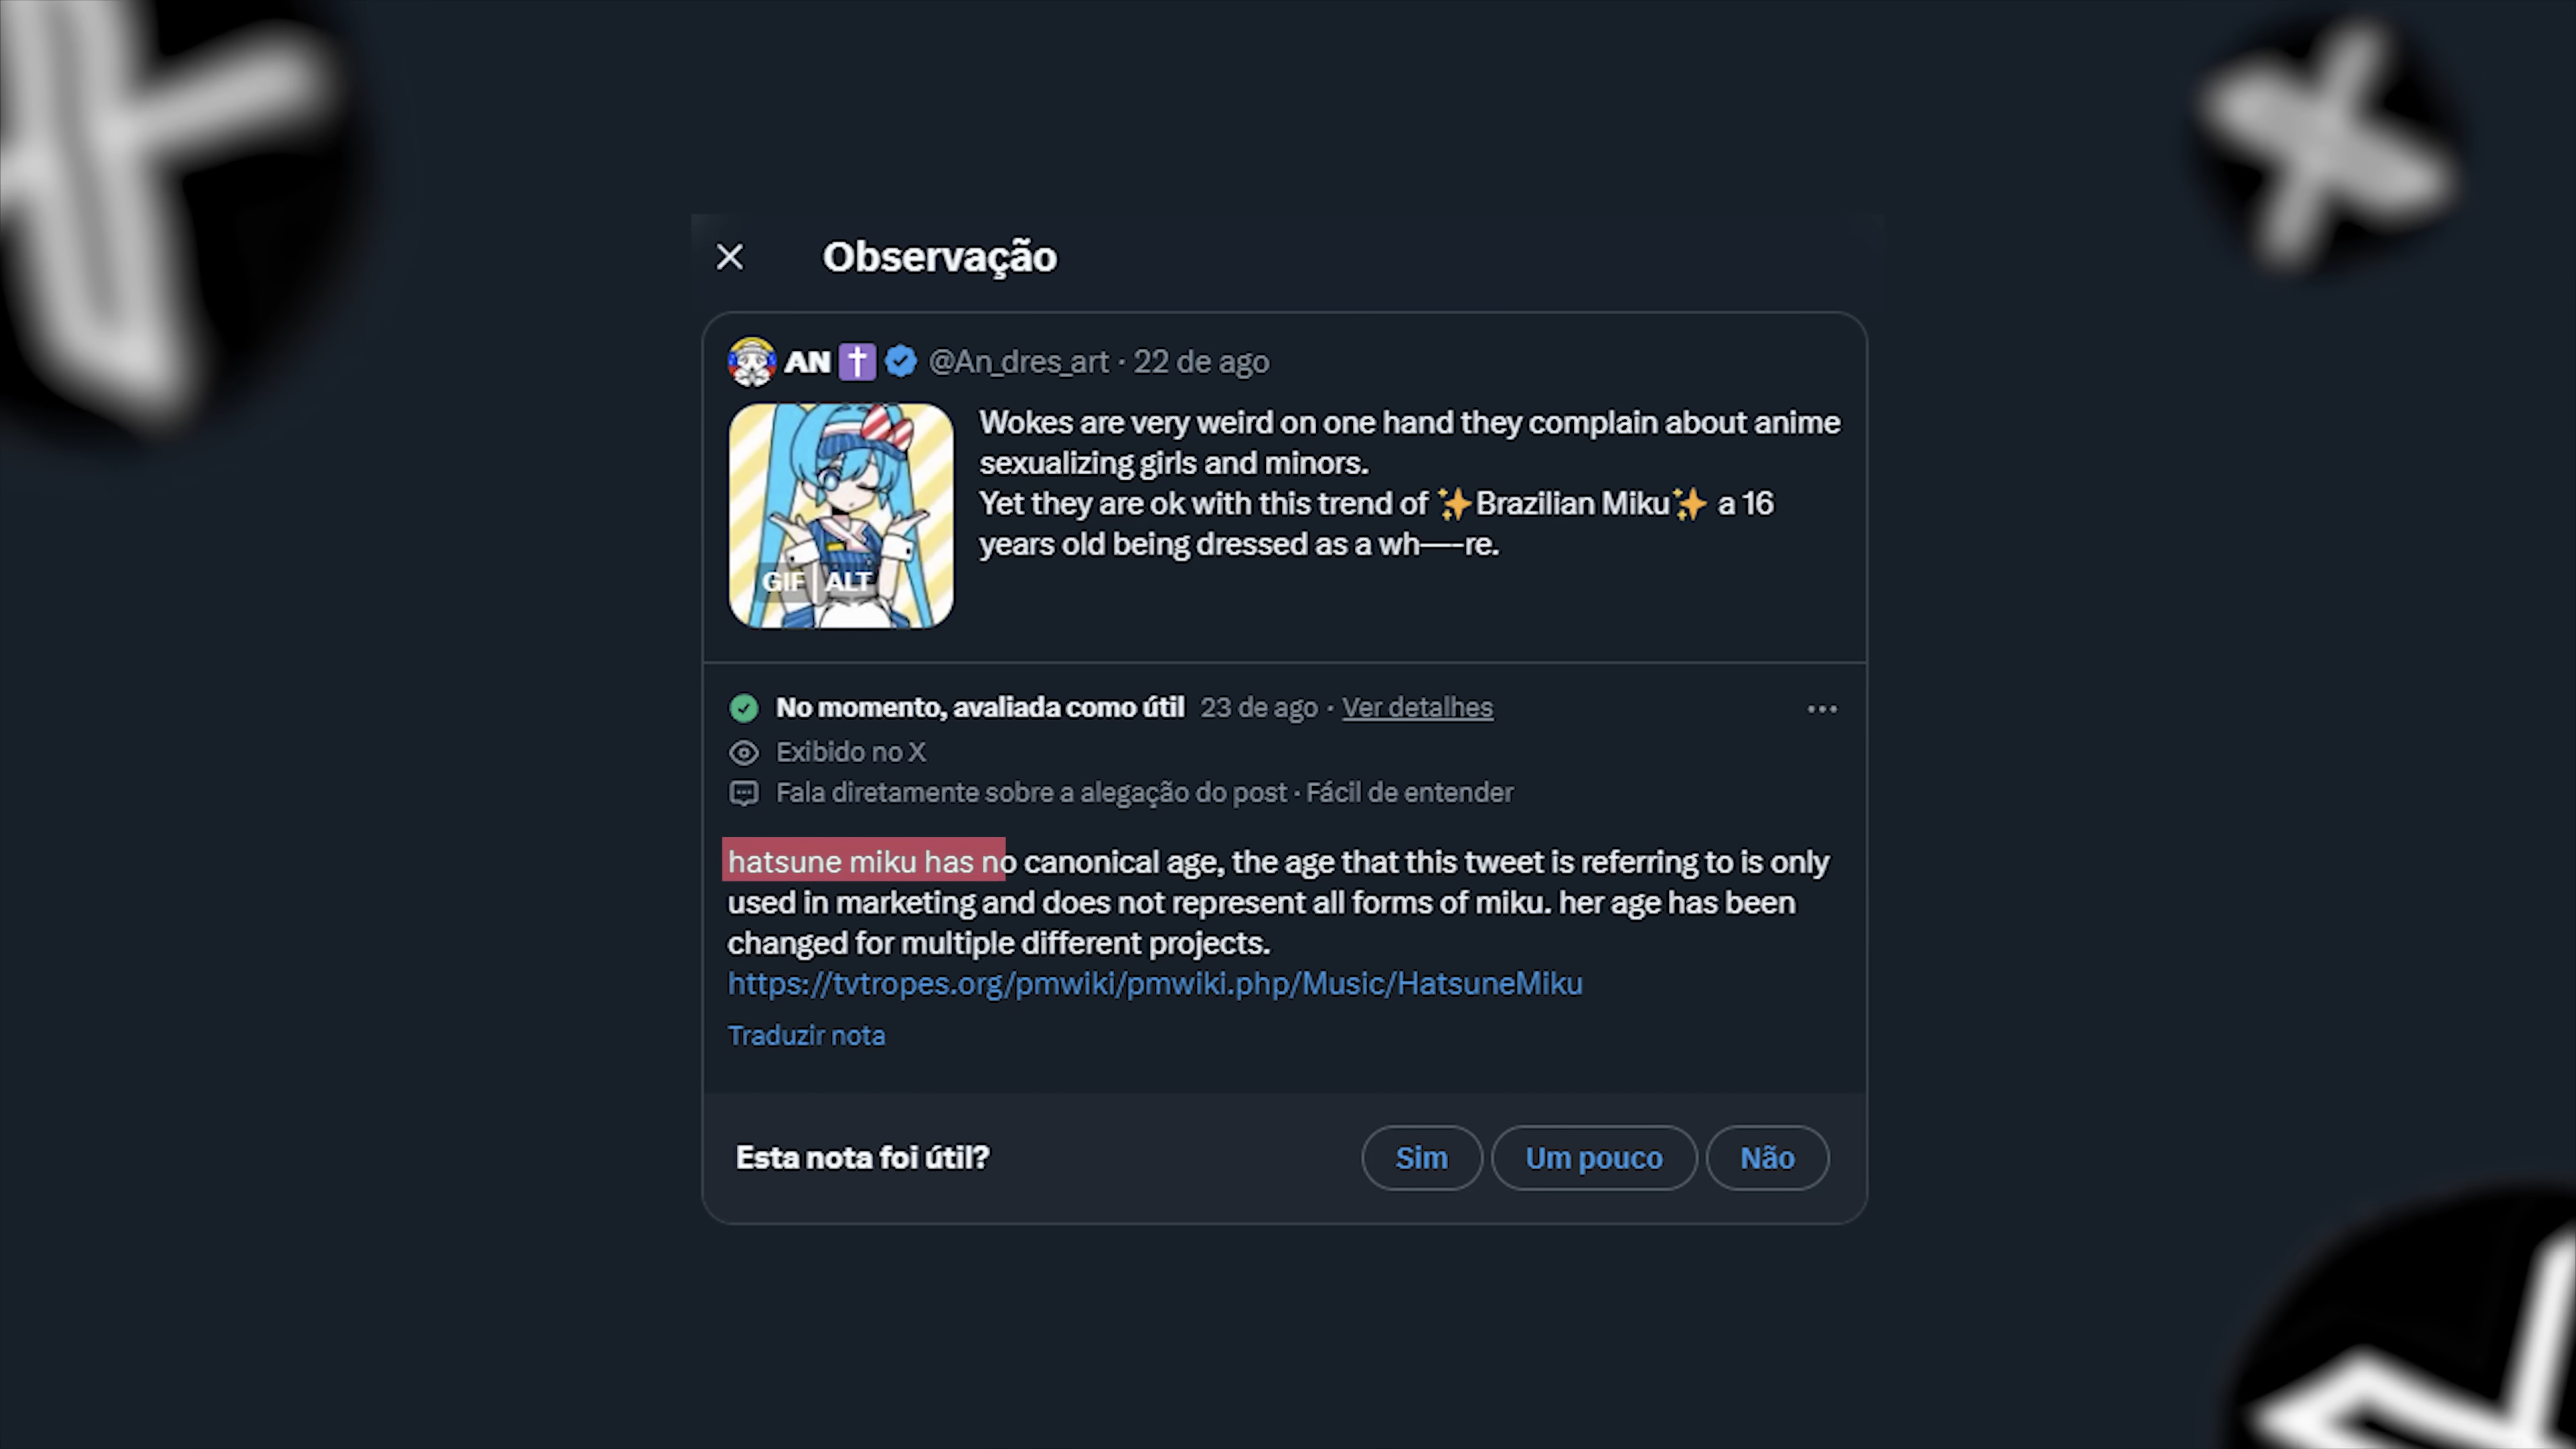 Observação
AN ✝️ @An_dres_art · 22 de ago
Wokes are very weird on one hand they complain about anime
sexualizing girls and minors.
Yet they are ok with this trend of ✨Brazilian Miku✨ a 16
years old being dressed as a wh—-re.
GIF ALT
No momento, avaliada como útil 23 de ago · Ver detalhes
Exibido no X
Fala diretamente sobre a alegação do post · Fácil de entender
hatsune miku has no canonical age, the age that this tweet is referring to is only
used in marketing and does not represent all forms of miku. her age has been
changed for multiple different projects.
https://tvtropes.org/pmwiki/pmwiki.php/Music/HatsuneMiku
Traduzir nota
Esta nota foi útil? Sim Um pouco Não